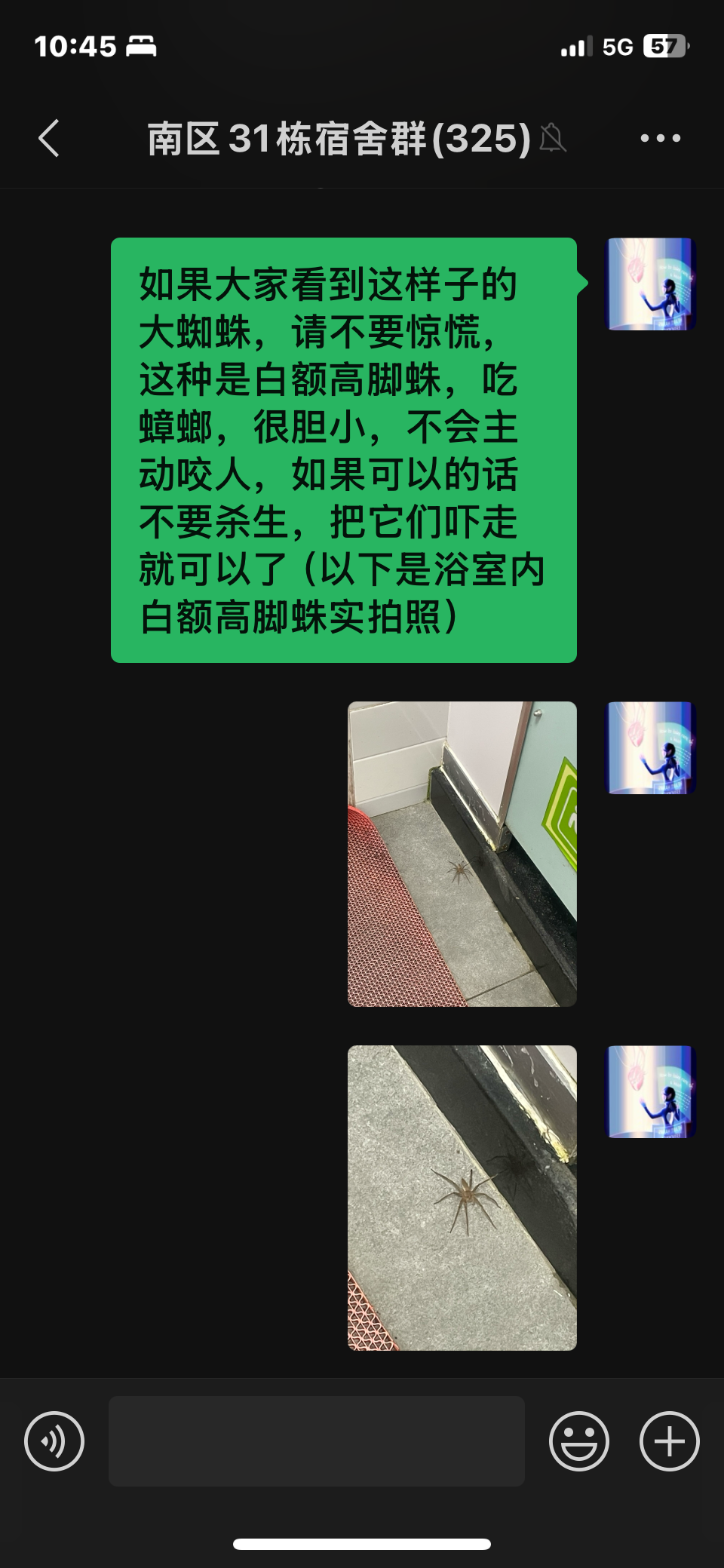 10:45
5G
57
南区31栋宿舍群(325)
如果大家看到这样子的
大蜘蛛，请不要惊慌，
这种是白额高脚蛛，吃
蟑螂，很胆小，不会主
动咬人，如果可以的话
不要杀生，把它们吓走
就可以了（以下是浴室内
白额高脚蛛实拍照）